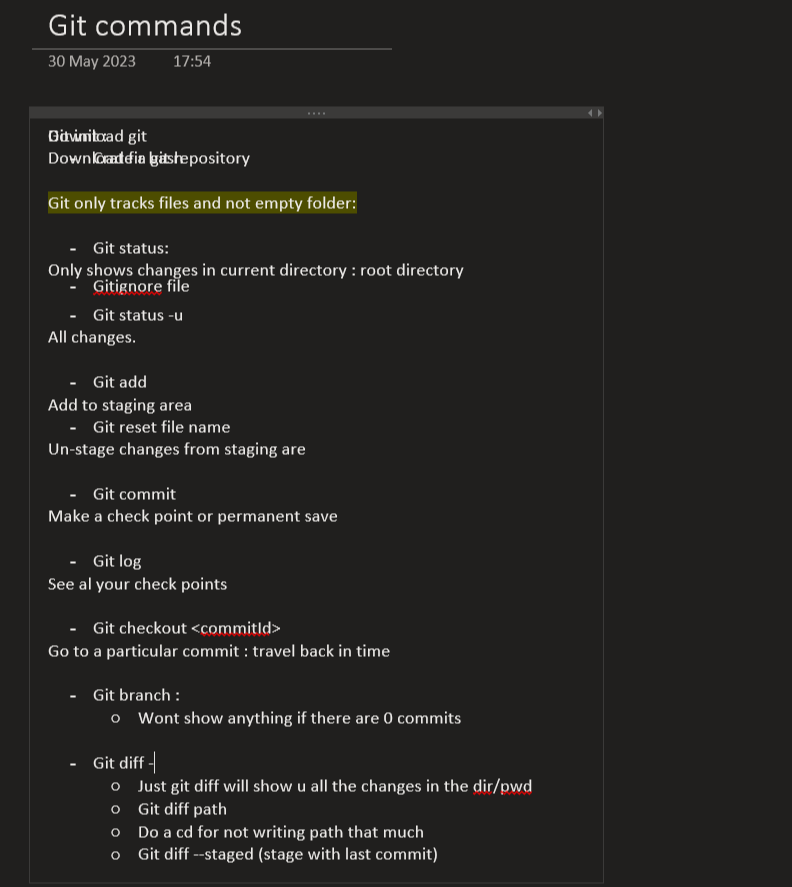 Git commands
30 May 2023 17:54
Download git
Git init :
Download git bash
- Create a git repository
Git only tracks files and not empty folder:
- Git status:
Only shows changes in current directory : root directory
- Gitignore file
- Git status -u
All changes.
- Git add
Add to staging area
- Git reset file name
Un-stage changes from staging are
- Git commit
Make a check point or permanent save
- Git log
See al your check points
- Git checkout <commitId>
Go to a particular commit : travel back in time
- Git branch :
o Wont show anything if there are 0 commits
- Git diff -
o Just git diff will show u all the changes in the dir/pwd
o Git diff path
o Do a cd for not writing path that much
o Git diff --staged (stage with last commit)